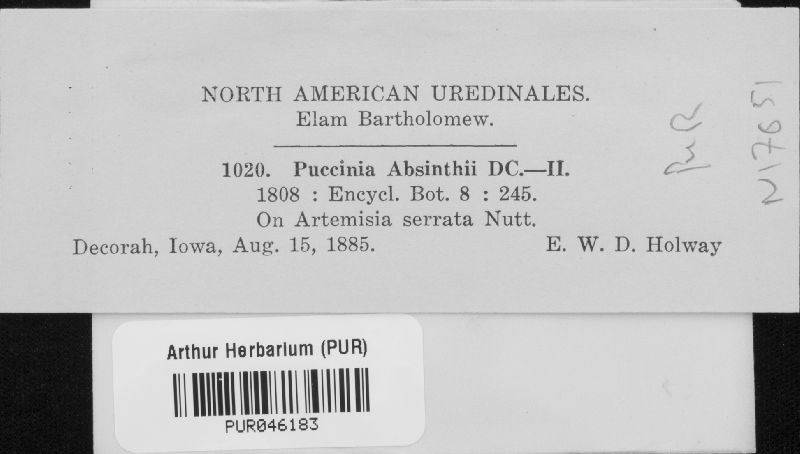 NORTH AMERICAN UREDINALES.
Elam Bartholomew.
1020. Puccinia Absinthii DC.—II.
1808 : Encycl. Bot. 8 : 245.
On Artemisia serrata Nutt.
Decorah, Iowa, Aug. 15, 1885. E. W. D. Holway
PUR
N17651
Arthur Herbarium (PUR)
PUR046183